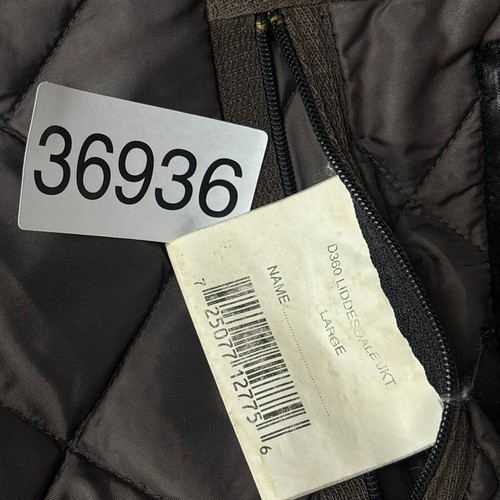 36936
D360 LIDDESDALE JKT
LARGE
NAME
7 25077 12775 6